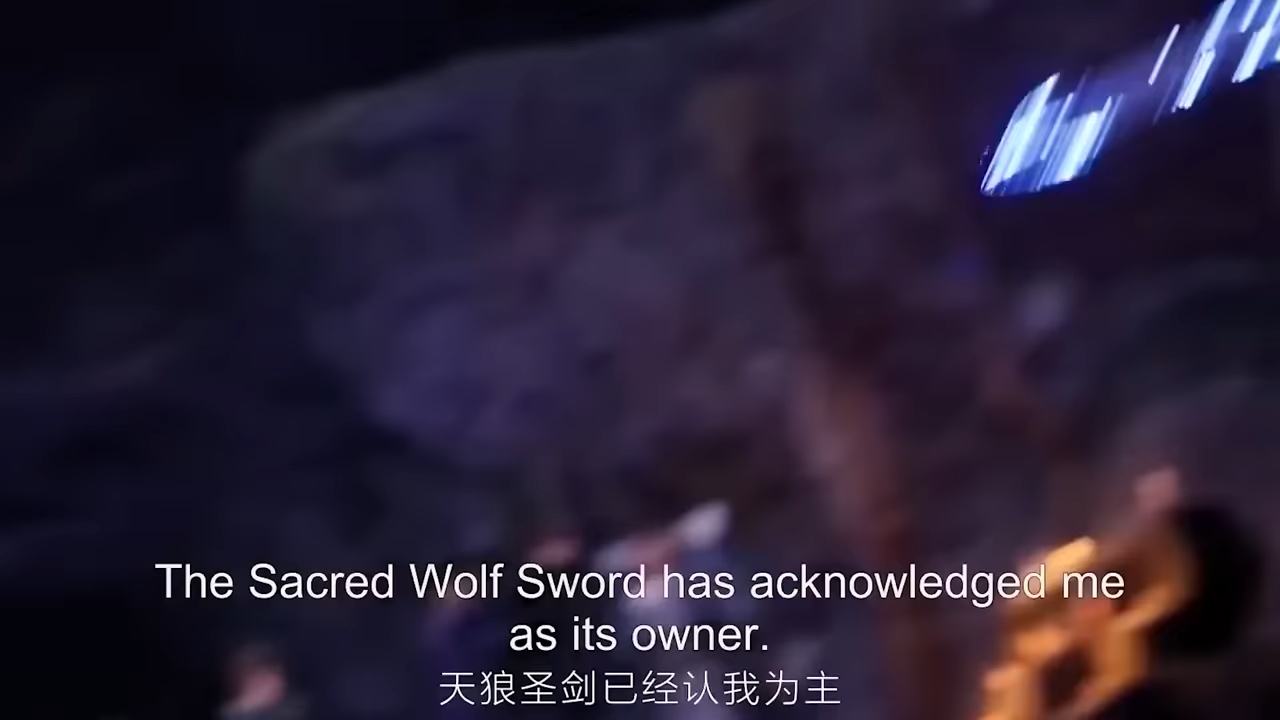 The Sacred Wolf Sword has acknowledged me
as its owner.
天狼圣剑已经认我为主